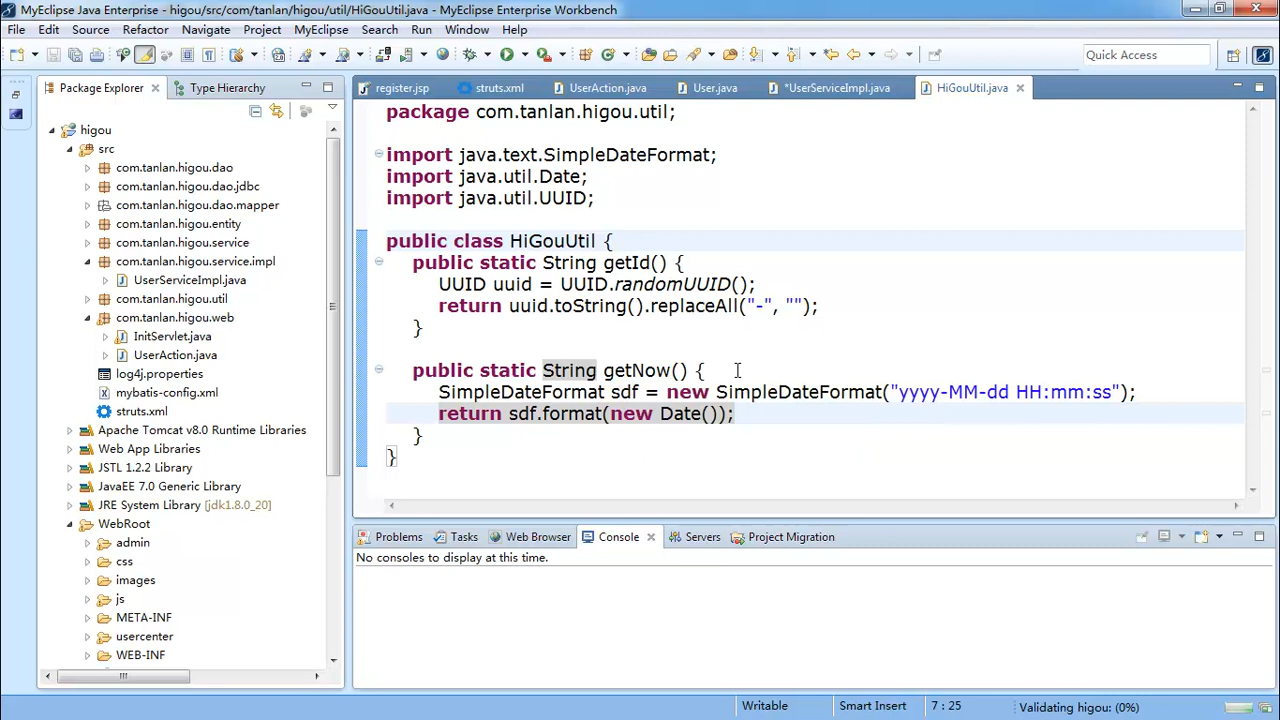 MyEclipse Java Enterprise - higou/src/com/tanlan/higou/util/HiGouUtil.java - MyEclipse Enterprise Workbench
File Edit Source Refactor Navigate Project MyEclipse Search Run Window Help
Quick Access
Package Explorer Type Hierarchy
higou
src
com.tanlan.higou.dao
com.tanlan.higou.dao.jdbc
com.tanlan.higou.dao.mapper
com.tanlan.higou.entity
com.tanlan.higou.service
com.tanlan.higou.service.impl
UserServiceImpl.java
com.tanlan.higou.util
com.tanlan.higou.web
InitServlet.java
UserAction.java
log4j.properties
mybatis-config.xml
struts.xml
Apache Tomcat v8.0 Runtime Libraries
Web App Libraries
JSTL 1.2.2 Library
JavaEE 7.0 Generic Library
JRE System Library [jdk1.8.0_20]
WebRoot
admin
css
images
js
META-INF
usercenter
WEB-INF
register.jsp struts.xml UserAction.java User.java *UserServiceImpl.java HiGouUtil.java
package com.tanlan.higou.util;
import java.text.SimpleDateFormat;
import java.util.Date;
import java.util.UUID;
public class HiGouUtil {
public static String getId() {
UUID uuid = UUID.randomUUID();
return uuid.toString().replaceAll("-", "");
}
public static String getNow() {
SimpleDateFormat sdf = new SimpleDateFormat("yyyy-MM-dd HH:mm:ss");
return sdf.format(new Date());
}
}
Problems Tasks Web Browser Console Servers Project Migration
No consoles to display at this time.
Writable Smart Insert 7 : 25 Validating higou: (0%)